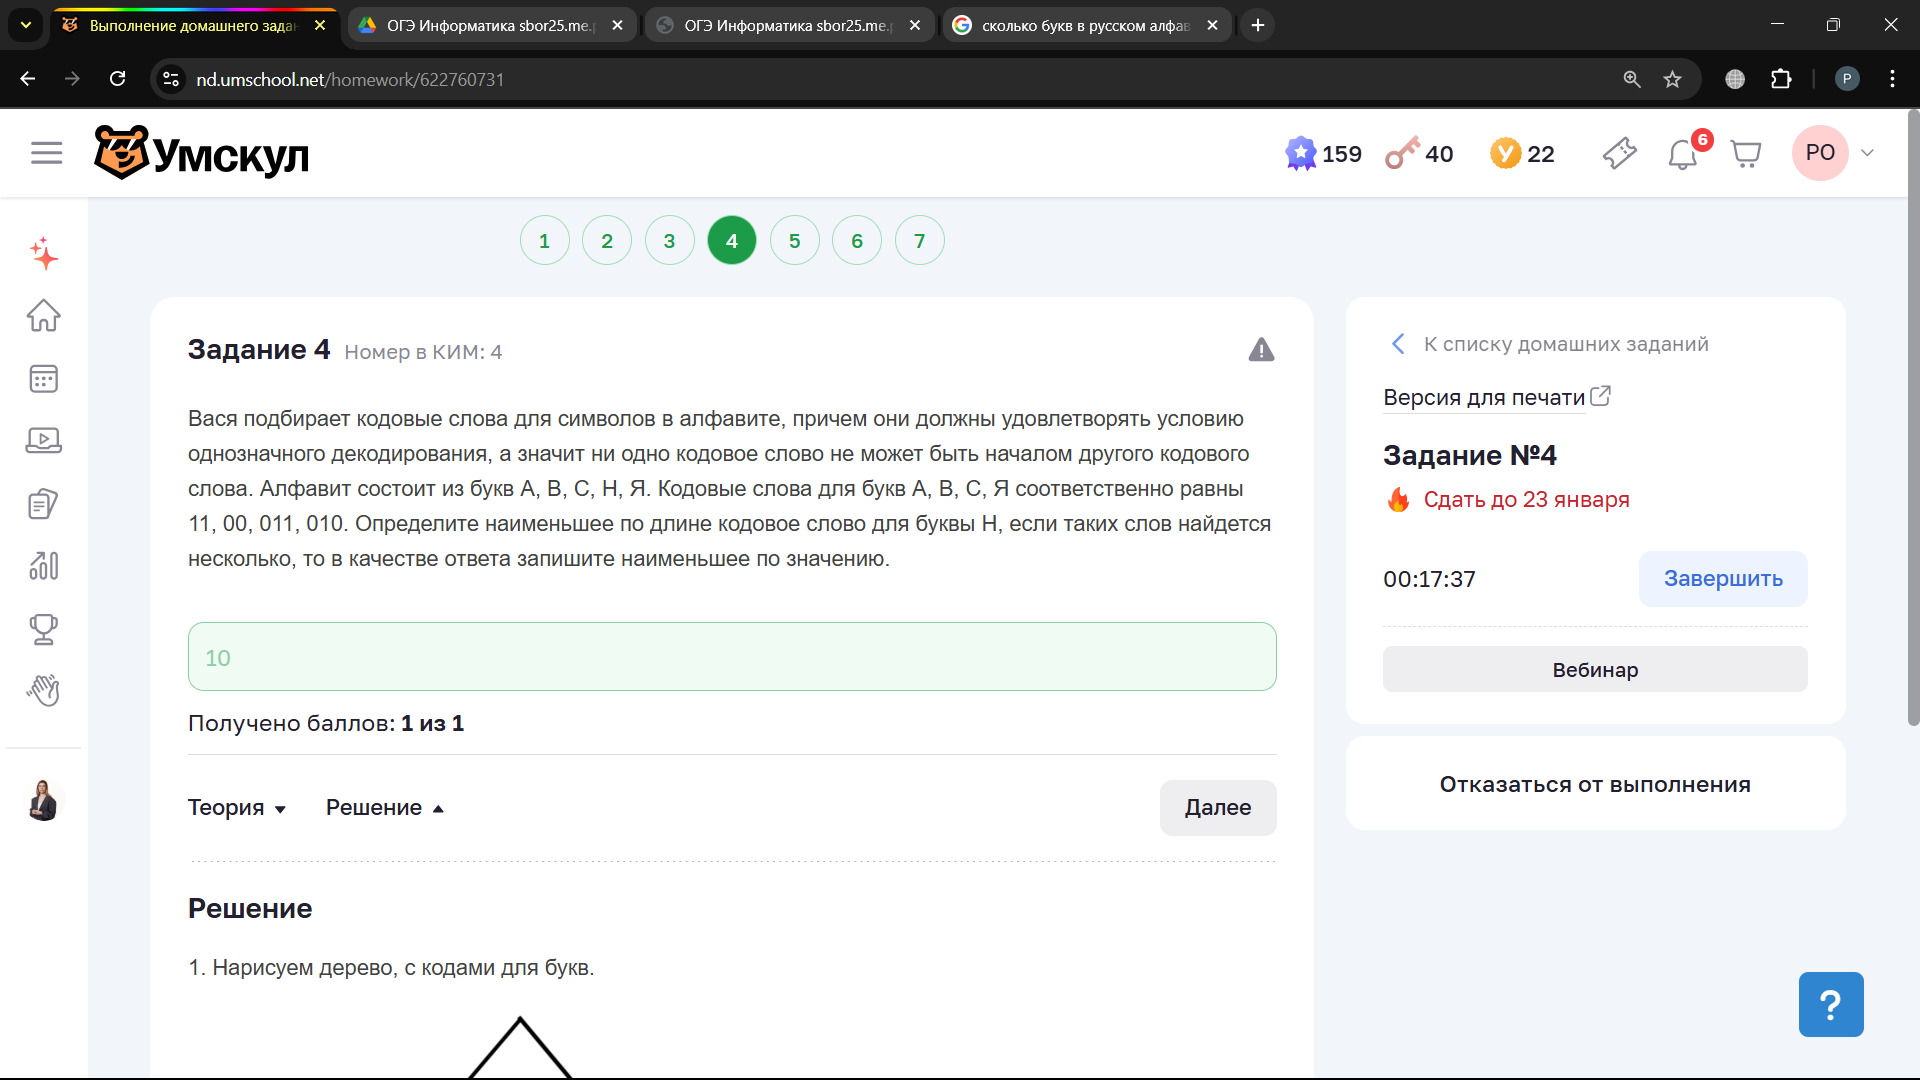 Выполнение домашнего зада
ОГЭ Информатика sbor25.me.p
ОГЭ Информатика sbor25.me.p
сколько букв в русском алфав
nd.umschool.net/homework/622760731
P
Умскул
159
40
22
6
РО
1 2 3 4 5 6 7
Задание 4 Номер в КИМ: 4
Вася подбирает кодовые слова для символов в алфавите, причем они должны удовлетворять условию
однозначного декодирования, а значит ни одно кодовое слово не может быть началом другого кодового
слова. Алфавит состоит из букв А, В, С, Н, Я. Кодовые слова для букв А, В, С, Я соответственно равны
11, 00, 011, 010. Определите наименьшее по длине кодовое слово для буквы Н, если таких слов найдется
несколько, то в качестве ответа запишите наименьшее по значению.
10
Получено баллов: 1 из 1
Теория
Решение
Далее
Решение
1. Нарисуем дерево, с кодами для букв.
К списку домашних заданий
Версия для печати
Задание №4
Сдать до 23 января
00:17:37
Завершить
Вебинар
Отказаться от выполнения
?